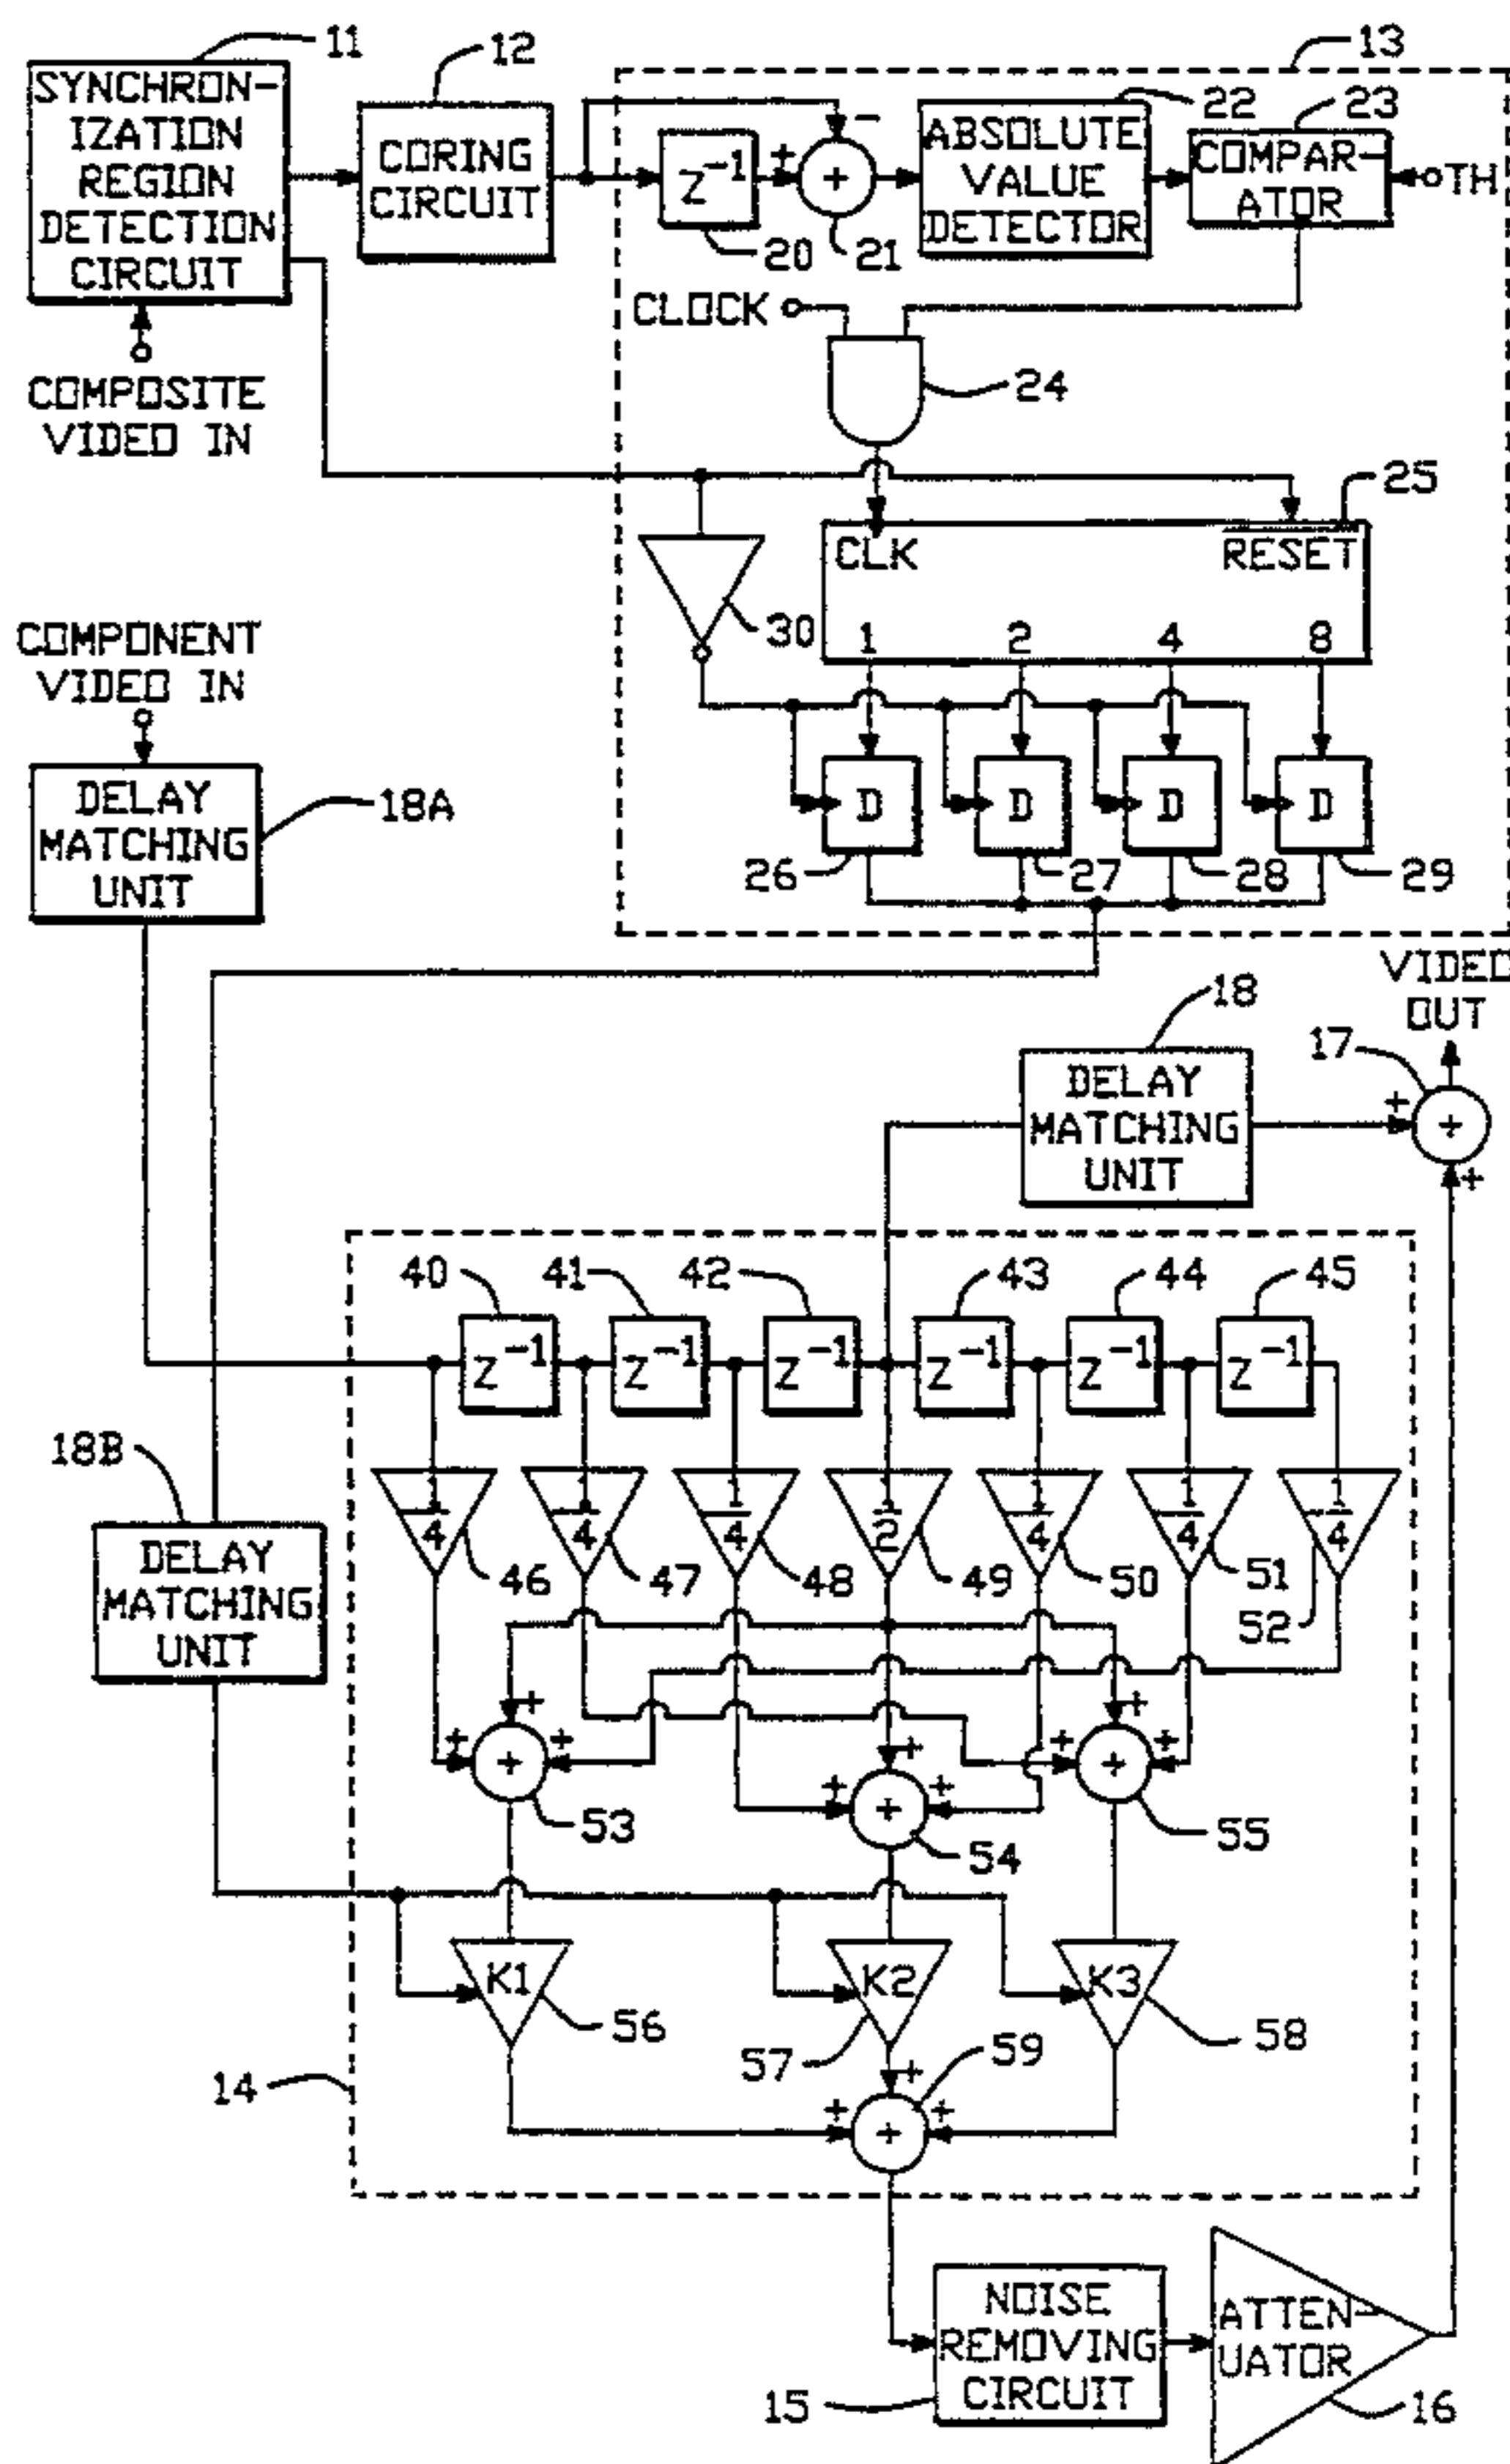 11
12
13
SYNCHRON-
IZATION
REGION
DETECTION
CIRCUIT
CORING
CIRCUIT
Z-1
20
-
+
+
21
22
ABSOLUTE
VALUE
DETECTOR
23
COMPAR-
ATOR
TH
CLOCK
24
COMPOSITE
VIDEO IN
25
CLK
RESET
1 2 4 8
30
COMPONENT
VIDEO IN
DELAY
MATCHING
UNIT
18A
D D D D
26 27 28 29
VIDEO
OUT
18
DELAY
MATCHING
UNIT
17
+
+
+
40 41 42 43 44 45
Z-1 Z-1 Z-1 Z-1 Z-1 Z-1
18B
DELAY
MATCHING
UNIT
1/4 1/4 1/4 1/2 1/4 1/4 1/4
46 47 48 49 50 51
52
+ +
+ + + +
+ +
+
+ + +
53 54 55
K1 K2 K3
56 57 58
59
+
+ +
+
14
NOISE
REMOVING
CIRCUIT
15
ATTEN-
UATOR
16